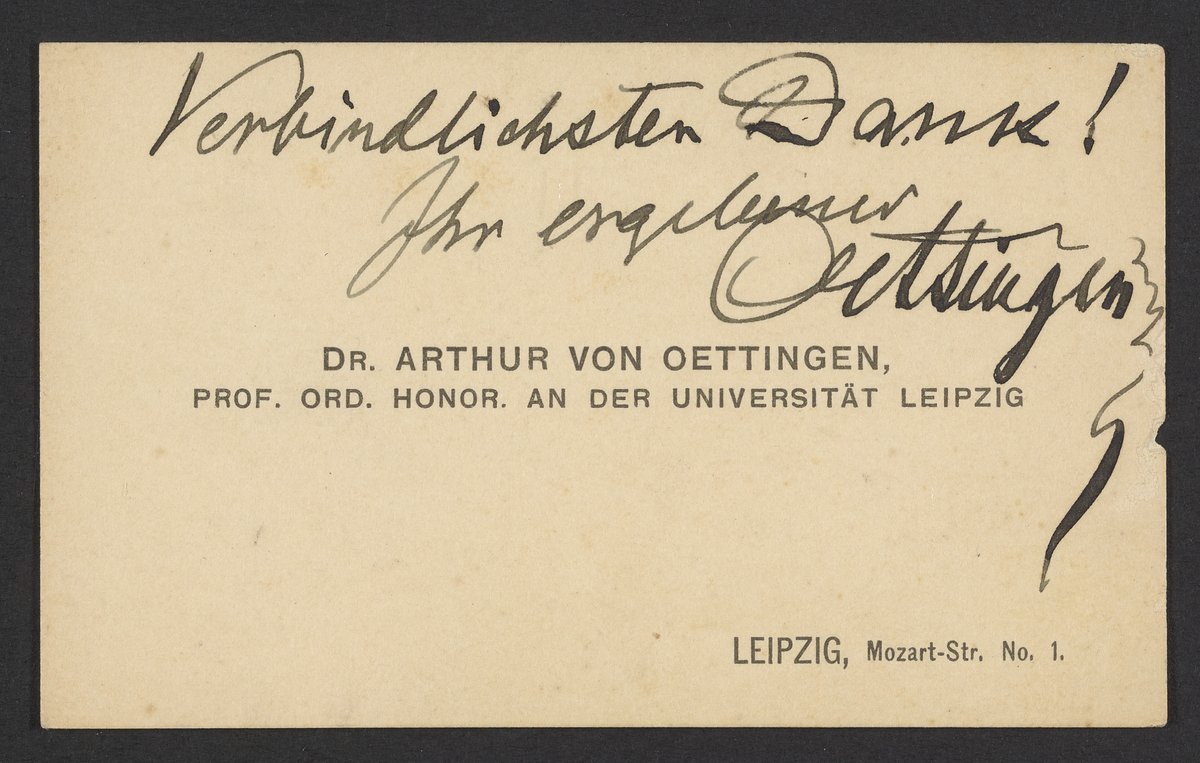 Verbindlichsten Dank!
Ihr ergebener
Oettingen
DR. ARTHUR VON OETTINGEN,
PROF. ORD. HONOR. AN DER UNIVERSITÄT LEIPZIG
LEIPZIG, Mozart-Str. No. 1.